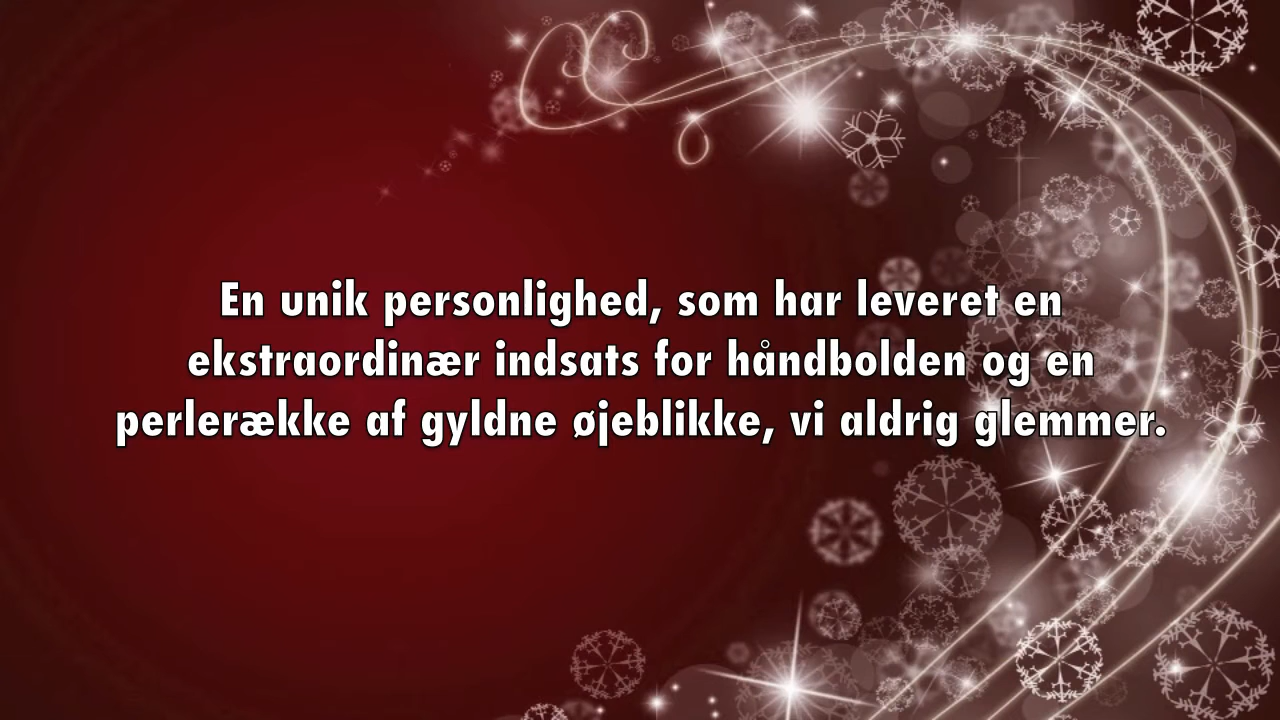 En unik personlighed, som har leveret en
ekstraordinær indsats for håndbolden og en
perlerække af gyldne øjeblikke, vi aldrig glemmer.